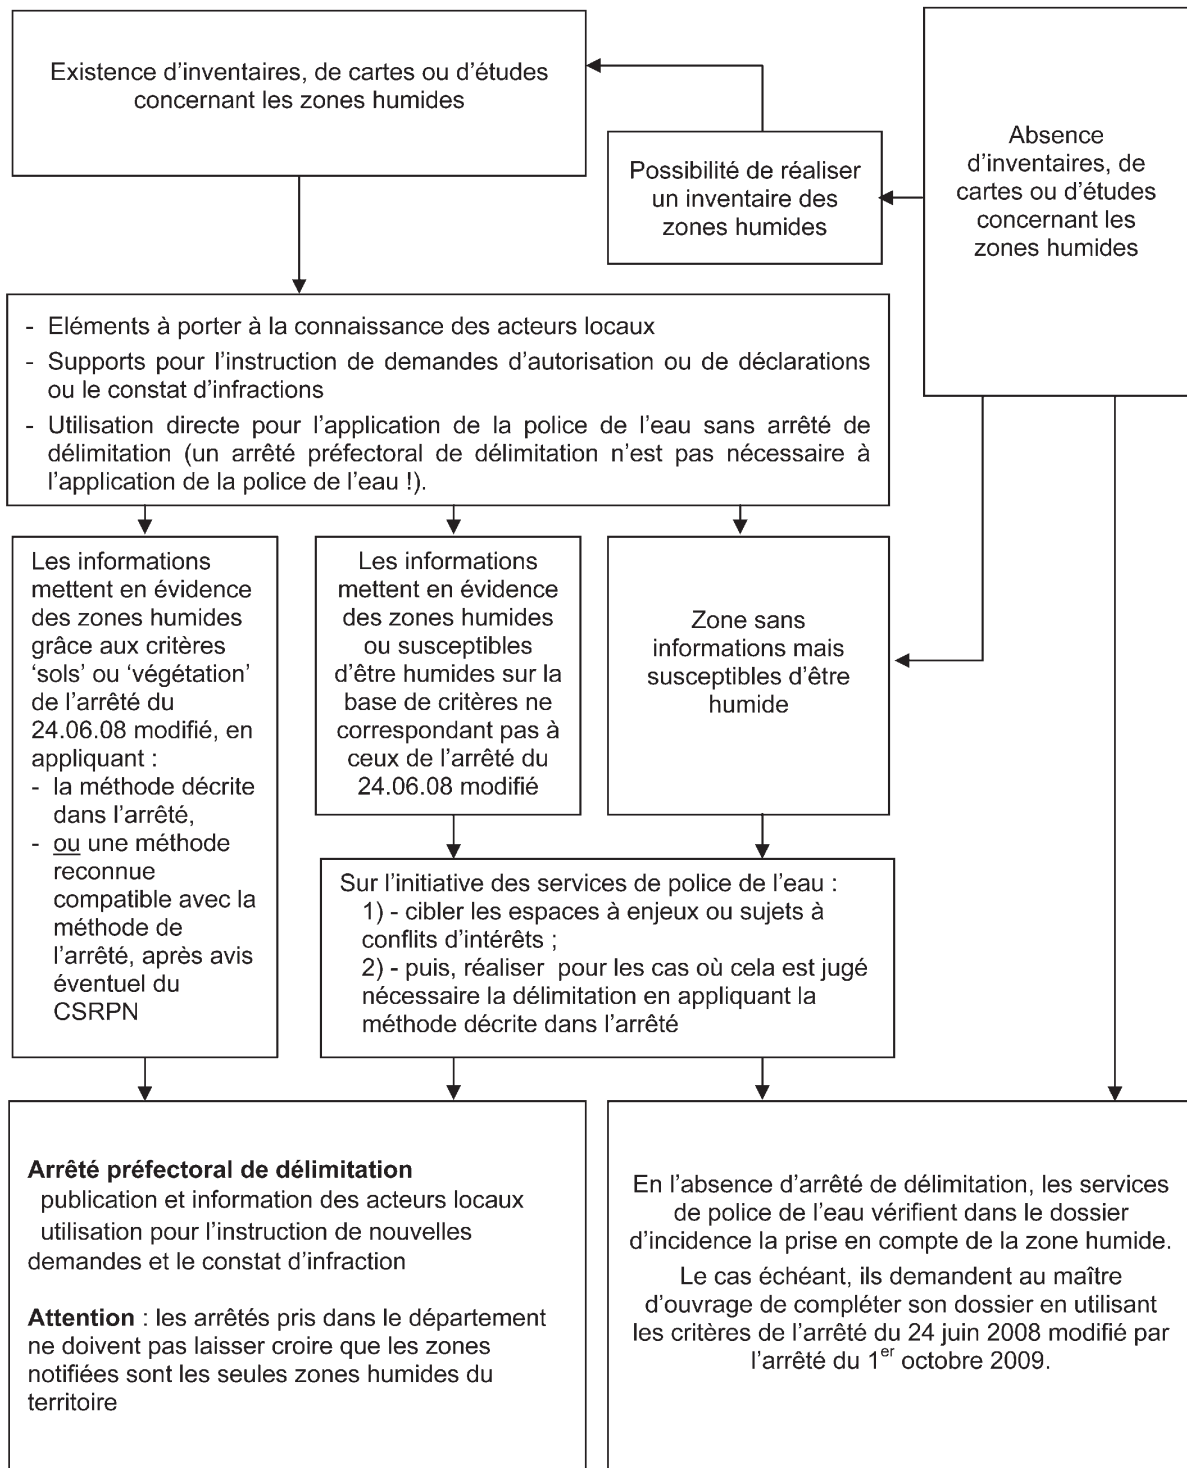 Existence d’inventaires, de cartes ou d’études
concernant les zones humides
Possibilité de réaliser
un inventaire des
zones humides
Absence
d’inventaires, de
cartes ou d’études
concernant les
zones humides
- Eléments à porter à la connaissance des acteurs locaux
- Supports pour l’instruction de demandes d’autorisation ou de déclarations
ou le constat d’infractions
- Utilisation directe pour l’application de la police de l’eau sans arrêté de
délimitation (un arrêté préfectoral de délimitation n’est pas nécessaire à
l’application de la police de l’eau !).
Les informations
mettent en évidence
des zones humides
grâce aux critères
‘sols’ ou ‘végétation’
de l’arrêté du
24.06.08 modifié, en
appliquant :
- la méthode décrite
dans l’arrêté,
- ou une méthode
reconnue
compatible avec la
méthode de
l’arrêté, après avis
éventuel du
CSRPN
Les informations
mettent en évidence
des zones humides
ou susceptibles
d’être humides sur la
base de critères ne
correspondant pas à
ceux de l’arrêté du
24.06.08 modifié
Zone sans
informations mais
susceptibles d’être
humide
Sur l’initiative des services de police de l’eau :
1) - cibler les espaces à enjeux ou sujets à
conflits d’intérêts ;
2) - puis, réaliser pour les cas où cela est jugé
nécessaire la délimitation en appliquant la
méthode décrite dans l’arrêté
Arrêté préfectoral de délimitation
publication et information des acteurs locaux
utilisation pour l’instruction de nouvelles
demandes et le constat d’infraction
Attention : les arrêtés pris dans le département
ne doivent pas laisser croire que les zones
notifiées sont les seules zones humides du
territoire
En l’absence d’arrêté de délimitation, les services
de police de l’eau vérifient dans le dossier
d’incidence la prise en compte de la zone humide.
Le cas échéant, ils demandent au maître
d’ouvrage de compléter son dossier en utilisant
les critères de l’arrêté du 24 juin 2008 modifié par
l’arrêté du 1er octobre 2009.